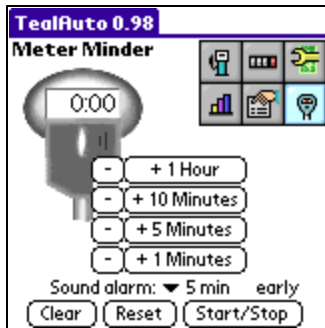 TealAuto 0.98
Meter Minder
0:00
- + 1 Hour
- + 10 Minutes
- + 5 Minutes
- + 1 Minutes
Sound alarm: 5 min early
Clear Reset Start/Stop